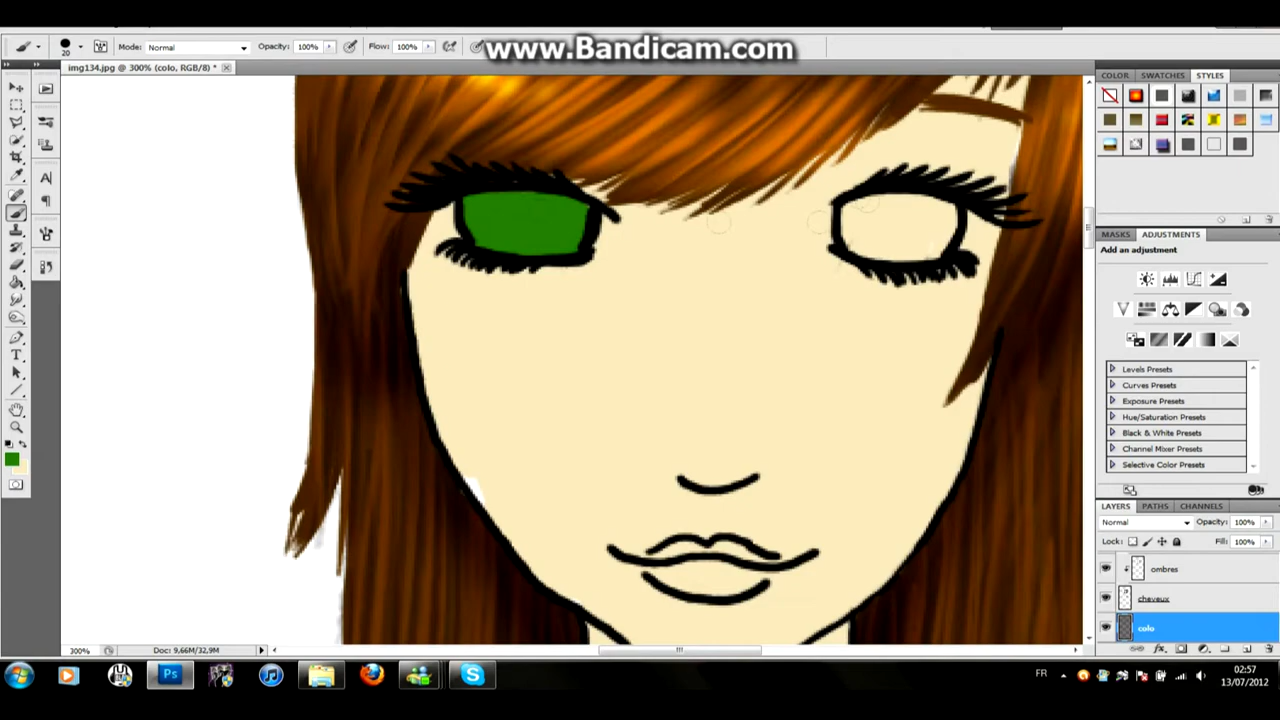 www.Bandicam.com
Mode: Normal Opacity: 100% Flow: 100%
20
img134.jpg @ 300% (colo, RGB/8) *
COLOR SWATCHES STYLES
MASKS ADJUSTMENTS
Add an adjustment
Levels Presets
Curves Presets
Exposure Presets
Hue/Saturation Presets
Black & White Presets
Channel Mixer Presets
Selective Color Presets
LAYERS PATHS CHANNELS
Normal Opacity: 100%
Lock: Fill: 100%
ombres
cheveux
colo
300% Doc: 9,66M/32,9M
Ps
FR
02:57
13/07/2012